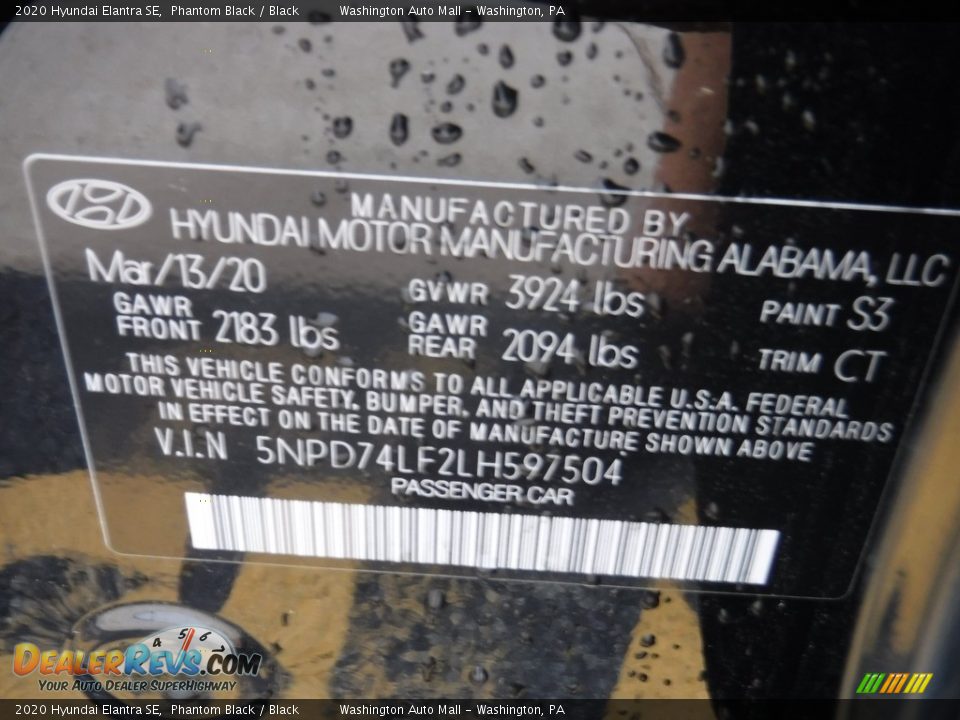 2020 Hyundai Elantra SE, Phantom Black / Black Washington Auto Mall - Washington, PA
MANUFACTURED BY
HYUNDAI MOTOR MANUFACTURING ALABAMA, LLC
Mar/13/20 GVWR 3924 lbs PAINT S3
GAWR FRONT 2183 lbs GAWR REAR 2094 lbs TRIM CT
THIS VEHICLE CONFORMS TO ALL APPLICABLE U.S.A. FEDERAL
MOTOR VEHICLE SAFETY, BUMPER, AND THEFT PREVENTION STANDARDS
IN EFFECT ON THE DATE OF MANUFACTURE SHOWN ABOVE
V.I.N 5NPD74LF2LH597504
PASSENGER CAR
4 5 6
DEALERREVS.COM
YOUR AUTO DEALER SUPERHIGHWAY
2020 Hyundai Elantra SE, Phantom Black / Black Washington Auto Mall - Washington, PA